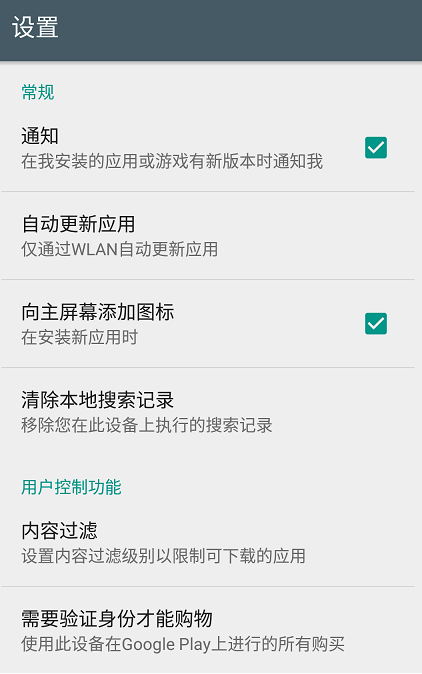 设置
常规
通知
在我安装的应用或游戏有新版本时通知我
自动更新应用
仅通过WLAN自动更新应用
向主屏幕添加图标
在安装新应用时
清除本地搜索记录
移除您在此设备上执行的搜索记录
用户控制功能
内容过滤
设置内容过滤级别以限制可下载的应用
需要验证身份才能购物
使用此设备在Google Play上进行的所有购买